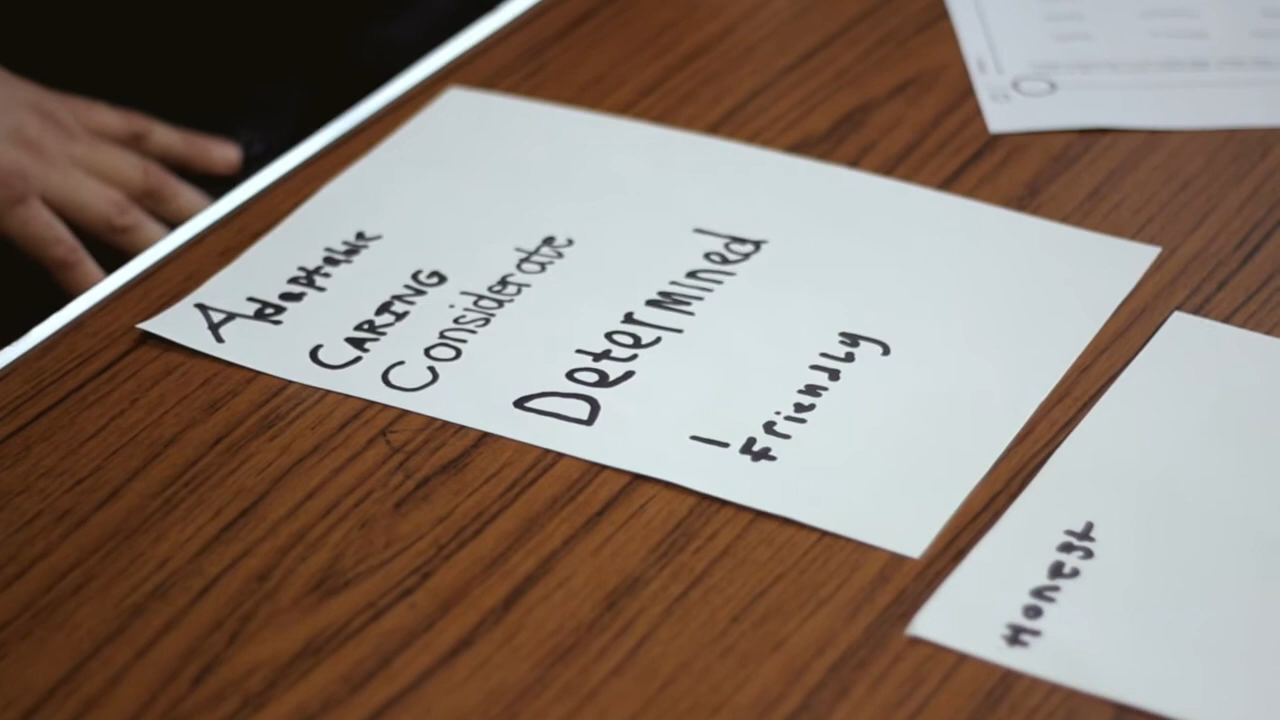 Adaptable
CARING
Considerate
Determined
Friendly
Honest